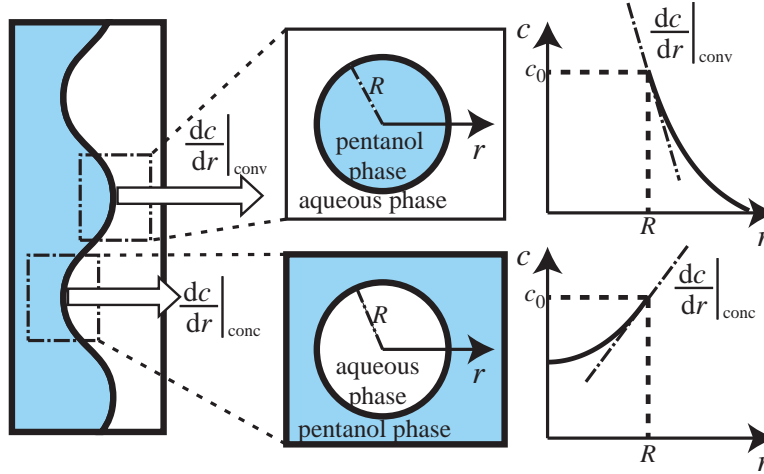 dc/dr|conv
dc/dr|conc
R
r
pentanol
phase
aqueous phase
R
r
aqueous
phase
pentanol phase
c
c₀
dc/dr|conv
R
r
c
c₀
dc/dr|conc
R
r